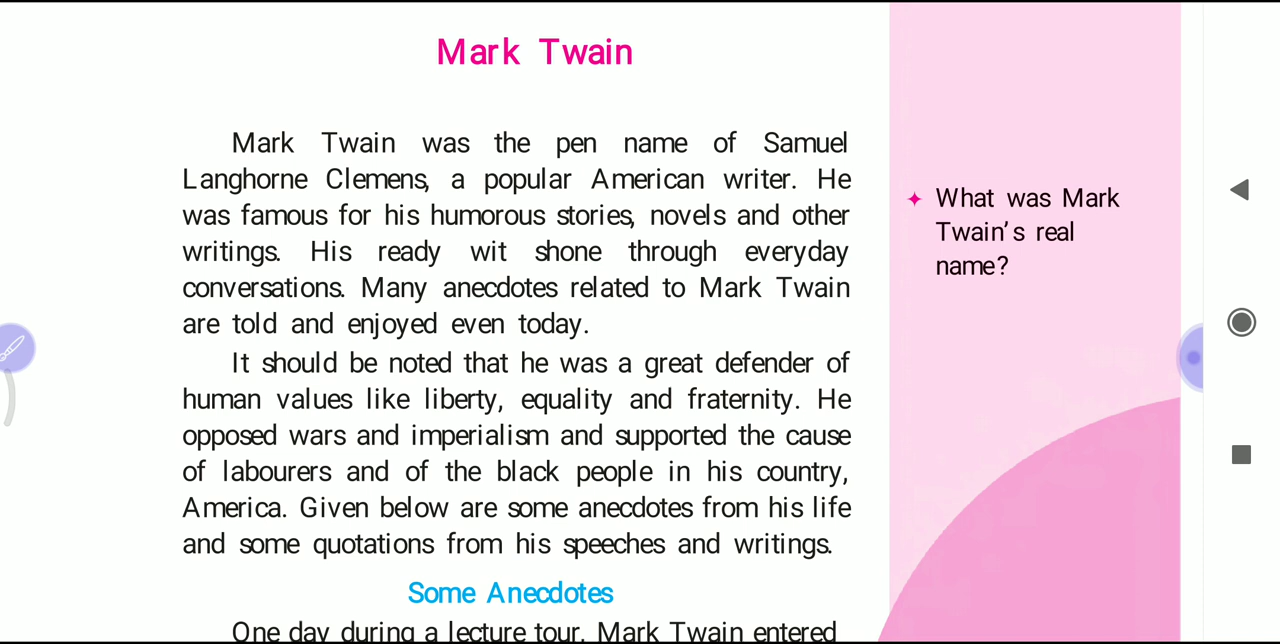 Mark Twain
Mark Twain was the pen name of Samuel
Langhorne Clemens, a popular American writer. He
was famous for his humorous stories, novels and other
writings. His ready wit shone through everyday
conversations. Many anecdotes related to Mark Twain
are told and enjoyed even today.
It should be noted that he was a great defender of
human values like liberty, equality and fraternity. He
opposed wars and imperialism and supported the cause
of labourers and of the black people in his country,
America. Given below are some anecdotes from his life
and some quotations from his speeches and writings.
Some Anecdotes
One day during a lecture tour, Mark Twain entered
What was Mark
Twain's real
name?